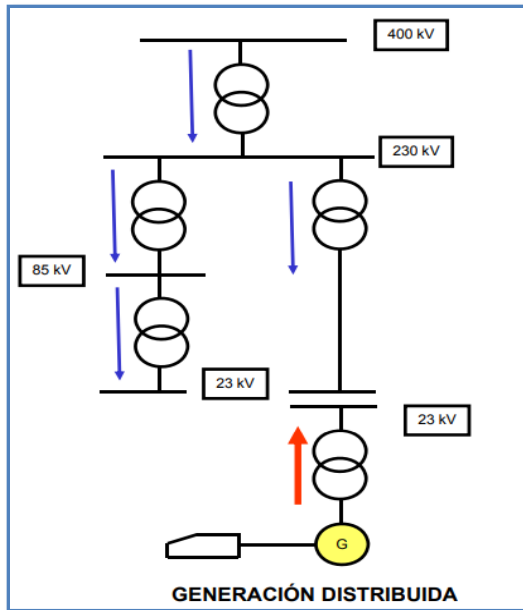 400 kV
230 kV
85 kV
23 kV
23 kV
G
GENERACIÓN DISTRIBUIDA